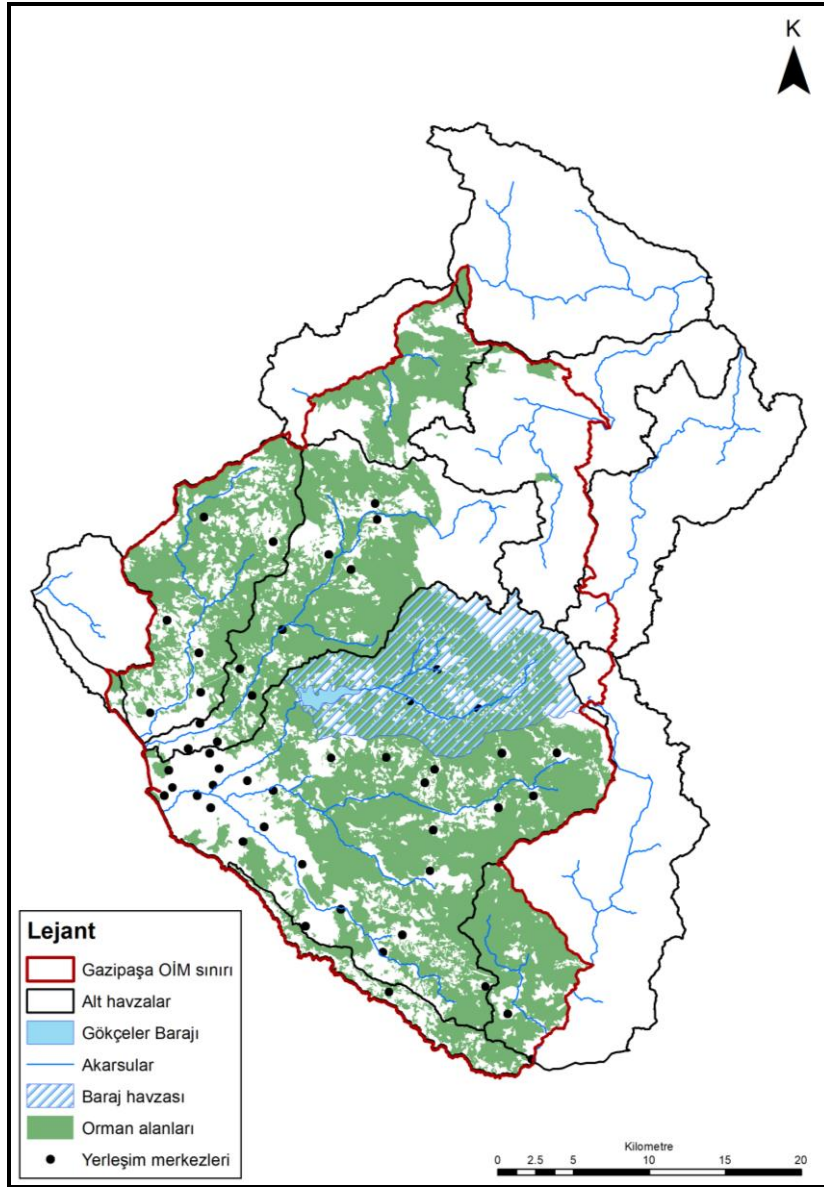 K
Lejant
Gazipaşa OİM sınırı
Alt havzalar
Gökçeler Barajı
Akarsular
Baraj havzası
Orman alanları
Yerleşim merkezleri
Kilometre
0 2.5 5 10 15 20